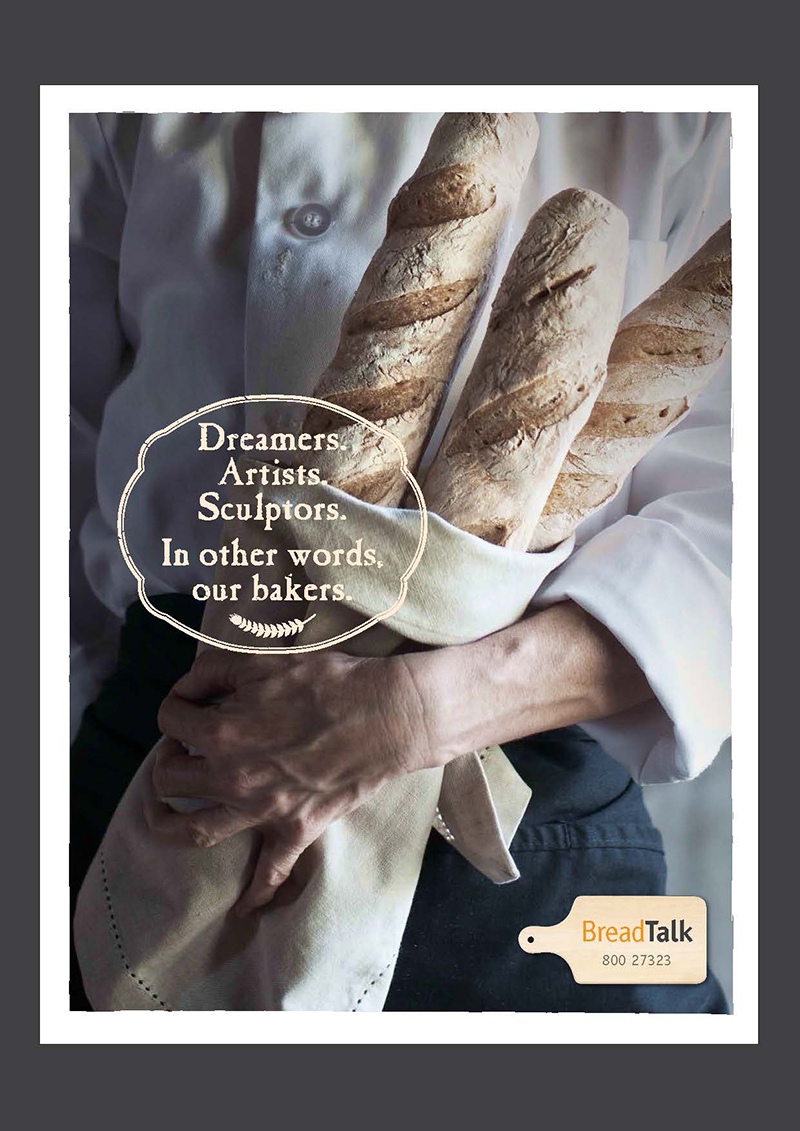 Dreamers.
Artists.
Sculptors.
In other words,
our bakers.
BreadTalk
800 27323